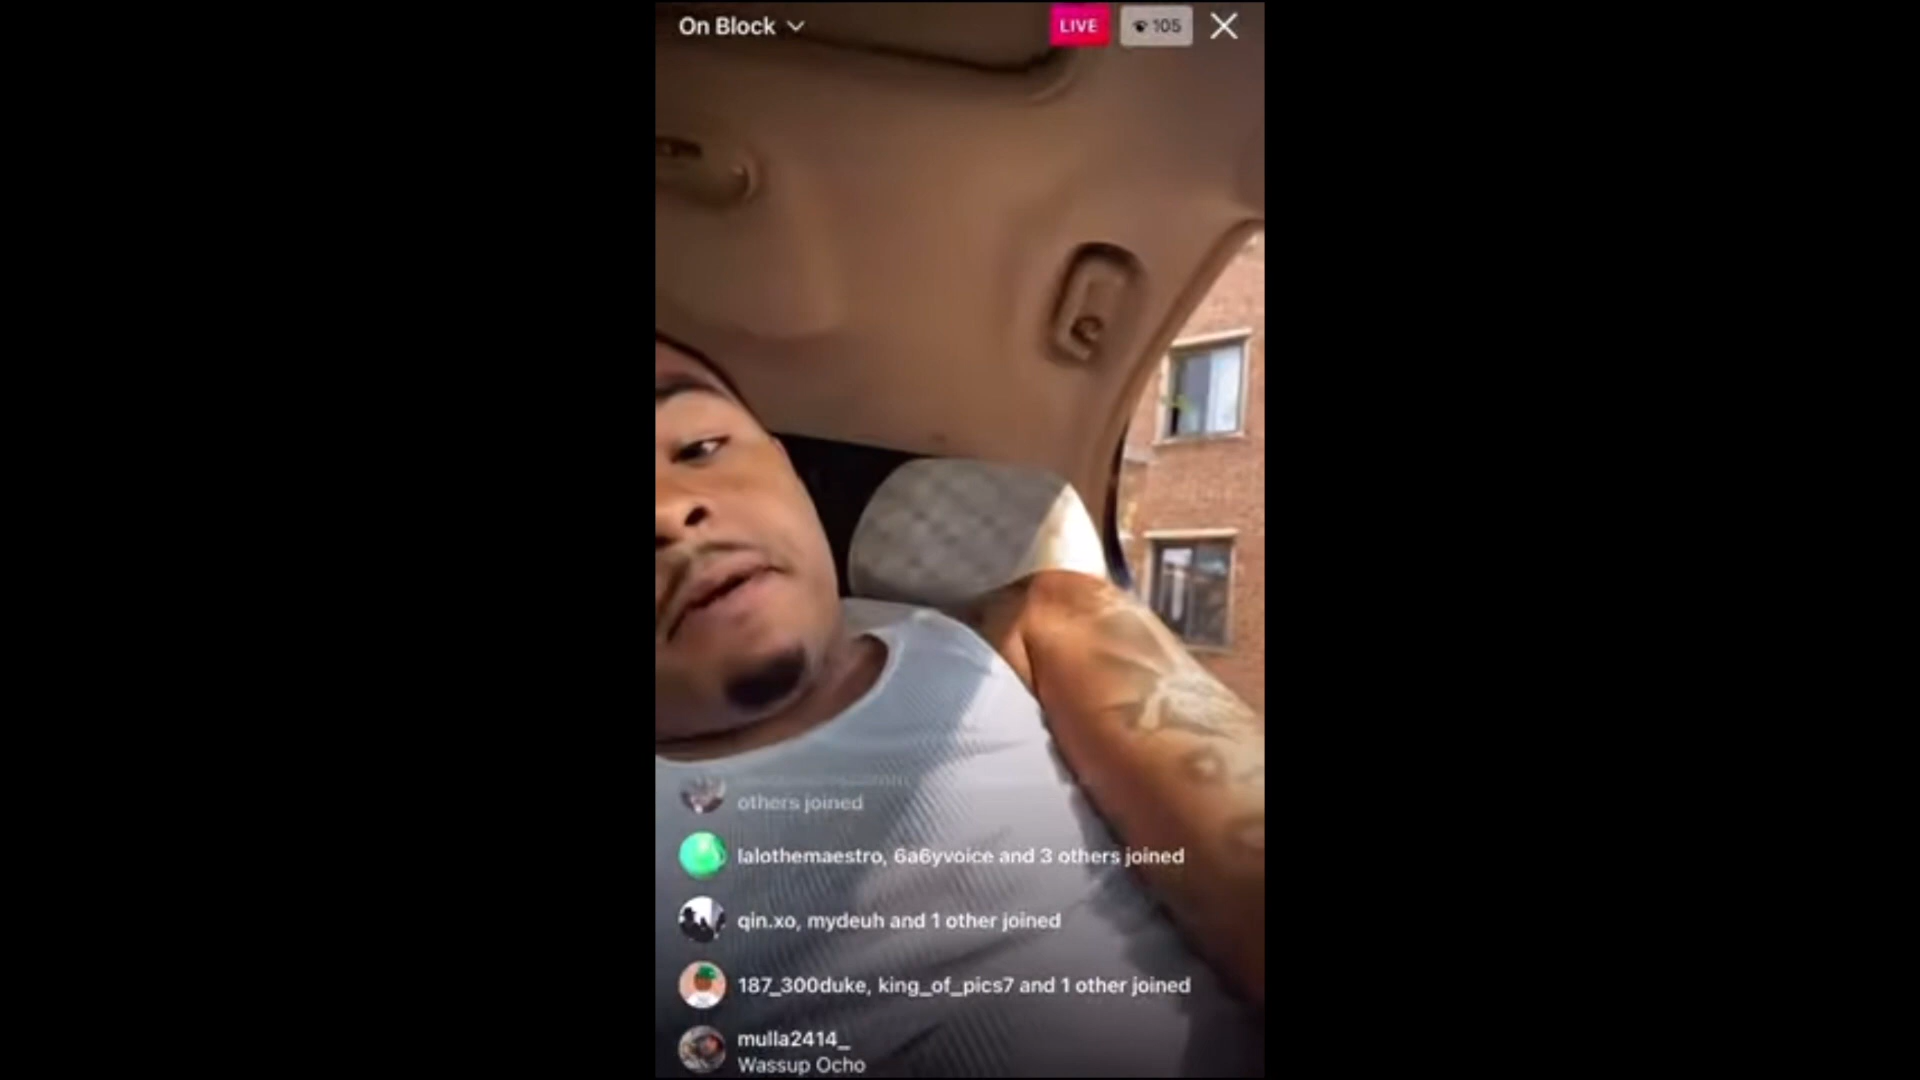 On Block
LIVE
105
others joined
lalothemaestro, 6a6yvoice and 3 others joined
qin.xo, mydeuh and 1 other joined
187_300duke, king_of_pics7 and 1 other joined
mulla2414_
Wassup Ocho